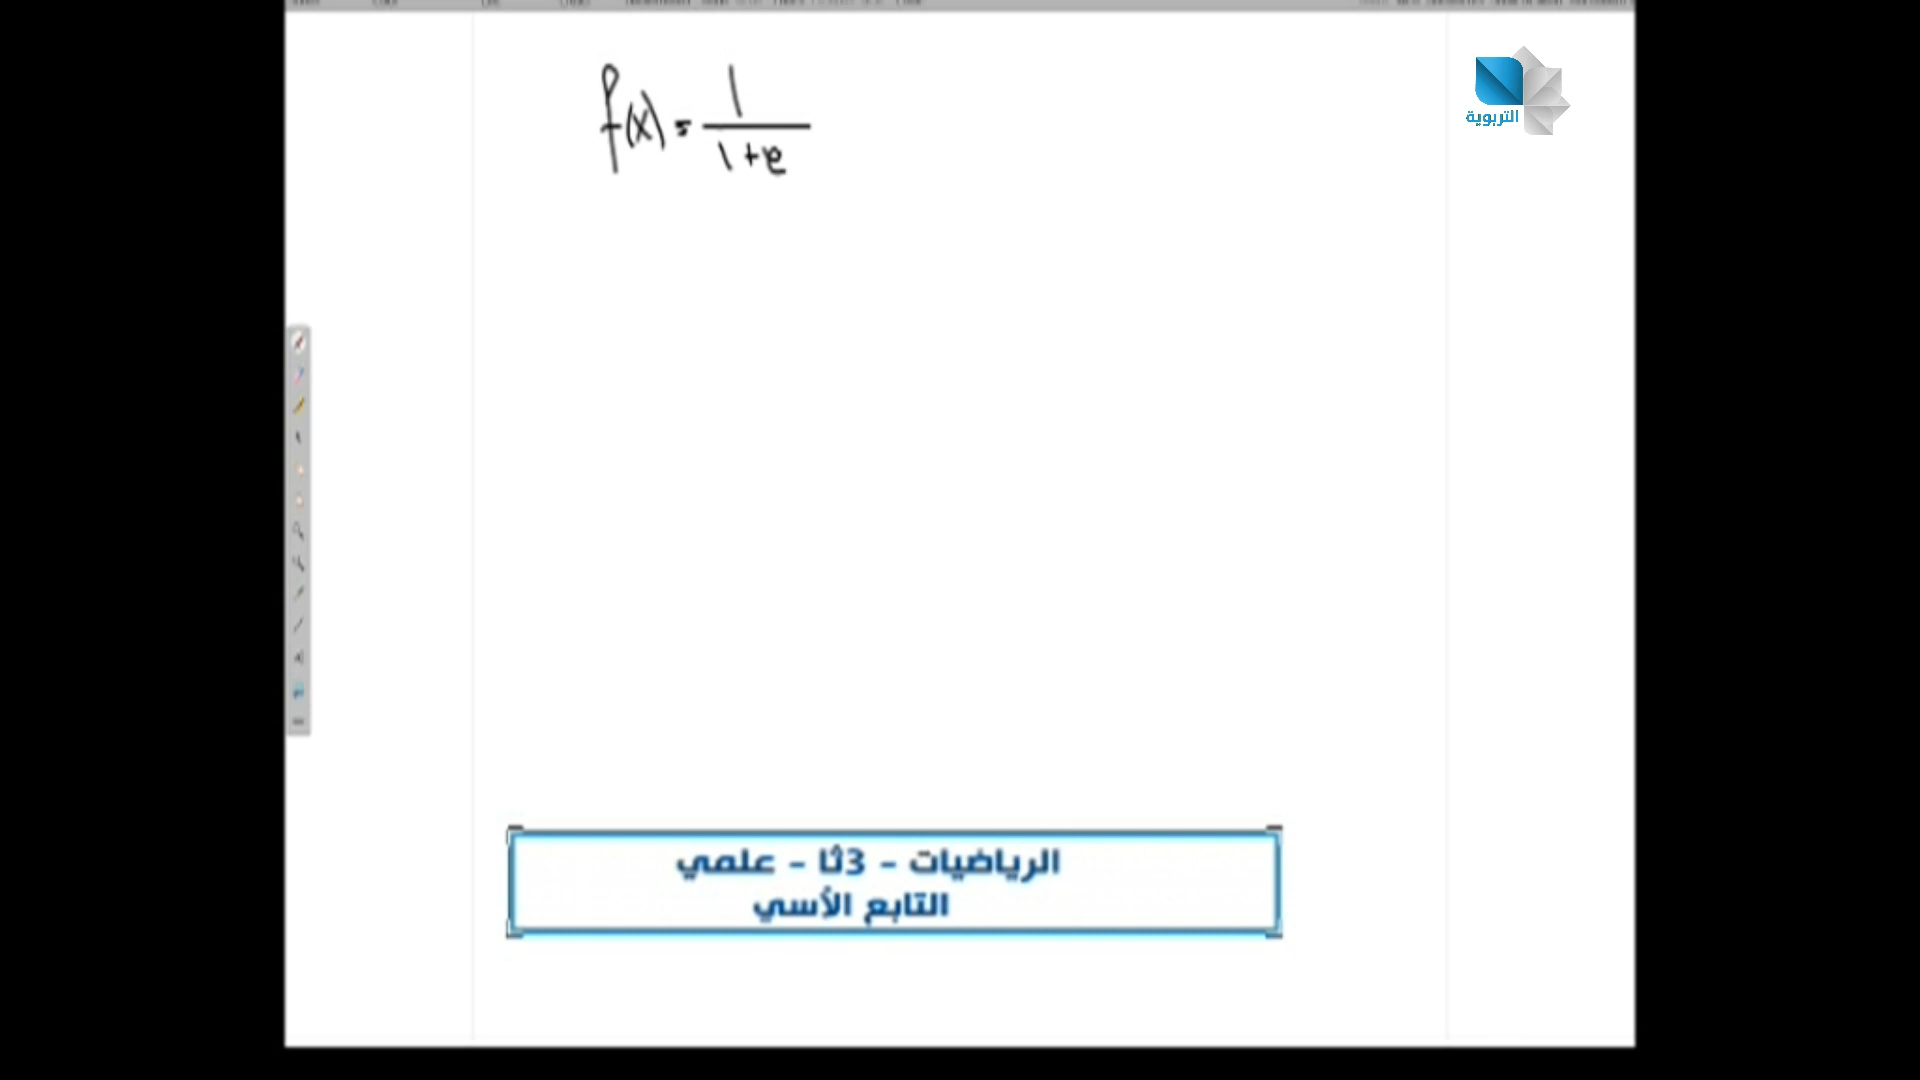 f(x) = 1/(1+e
التربوية
الرياضيات - 3ثا - علمي
التابع الأسي